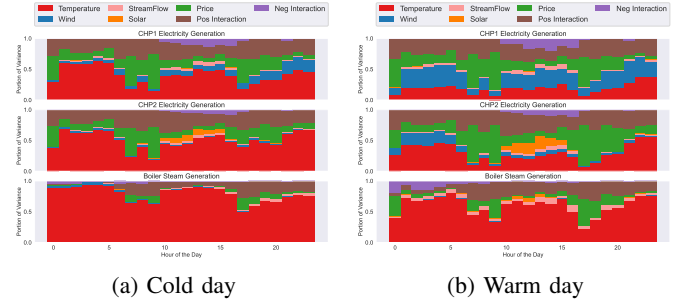 Temperature StreamFlow Price Neg Interaction
Wind Solar Pos Interaction
CHP1 Electricity Generation
1.0
0.5
0.0
Portion of Variance
CHP2 Electricity Generation
1.0
0.5
0.0
Portion of Variance
Boiler Steam Generation
1.0
0.5
0.0
Portion of Variance
0 5 10 15 20
Hour of the Day
(a) Cold day
Temperature StreamFlow Price Neg Interaction
Wind Solar Pos Interaction
CHP1 Electricity Generation
1.0
0.5
0.0
Portion of Variance
CHP2 Electricity Generation
1.0
0.5
0.0
Portion of Variance
Boiler Steam Generation
1.0
0.5
0.0
Portion of Variance
0 5 10 15 20
Hour of the Day
(b) Warm day